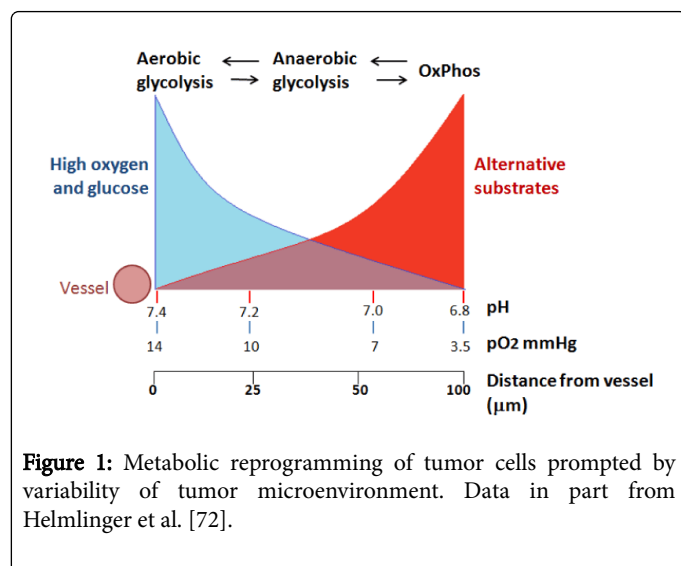 Aerobic glycolysis
Anaerobic glycolysis
OxPhos
High oxygen and glucose
Alternative substrates
Vessel
7.4 7.2 7.0 6.8 pH
14 10 7 3.5 pO2 mmHg
0 25 50 100 Distance from vessel (μm)
Figure 1: Metabolic reprogramming of tumor cells prompted by
variability of tumor microenvironment. Data in part from
Helmlinger et al. [72].